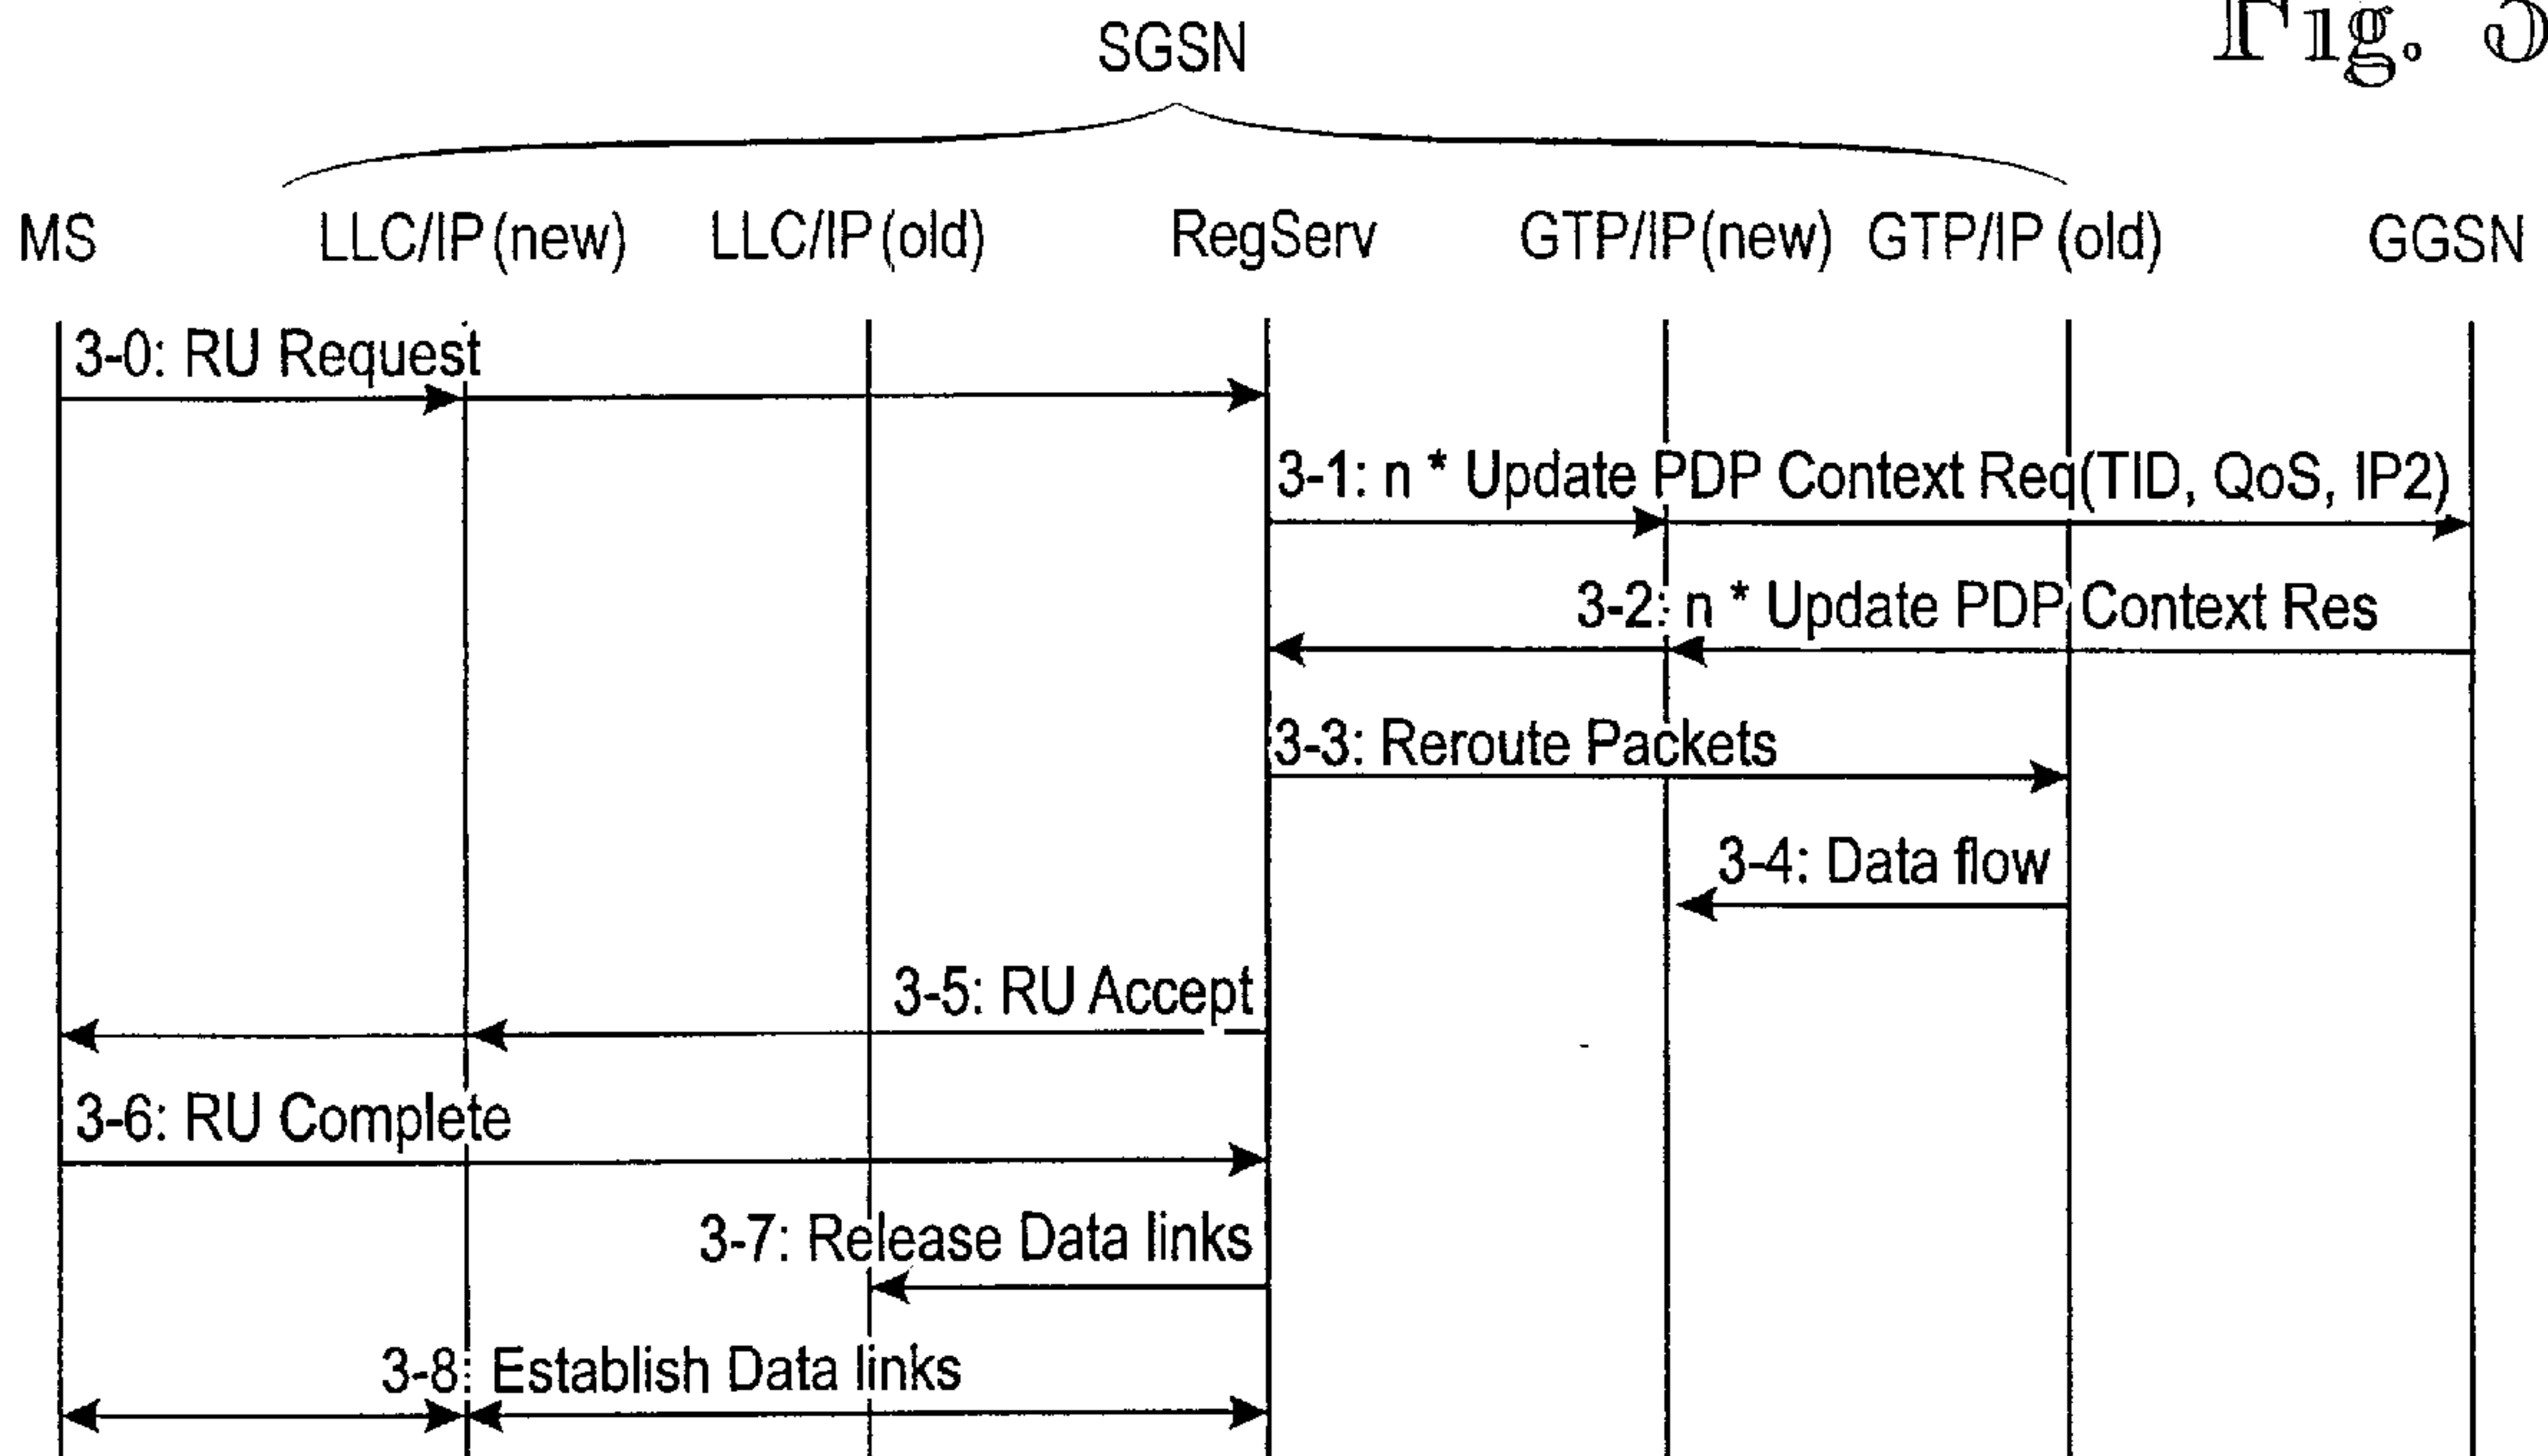 Fig.
SGSN
MS LLC/IP (new) LLC/IP (old) RegServ GTP/IP (new) GTP/IP (old) GGSN
3-0: RU Request
3-1: n * Update PDP Context Req(TID, QoS, IP2)
3-2: n * Update PDP Context Res
3-3: Reroute Packets
3-4: Data flow
3-5: RU Accept
3-6: RU Complete
3-7: Release Data links
3-8: Establish Data links